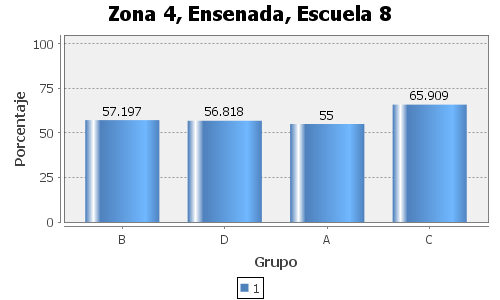 Zona 4, Ensenada, Escuela 8
Porcentaje
100
75
50
25
0
57.197
56.818
55
65.909
B D A C
Grupo
1